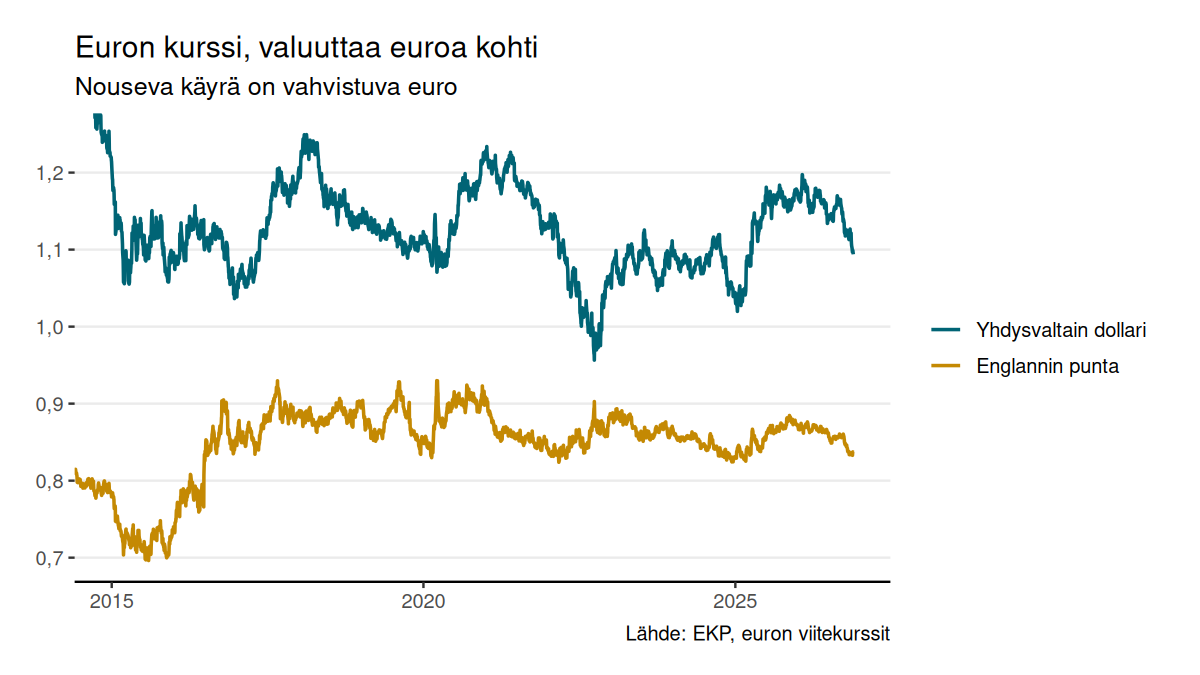 Euron kurssi, valuuttaa euroa kohti
Nouseva käyrä on vahvistuva euro
1,2
1,1
1,0
0,9
0,8
0,7
2015
2020
2025
Yhdysvaltain dollari
Englannin punta
Lähde: EKP, euron viitekurssit